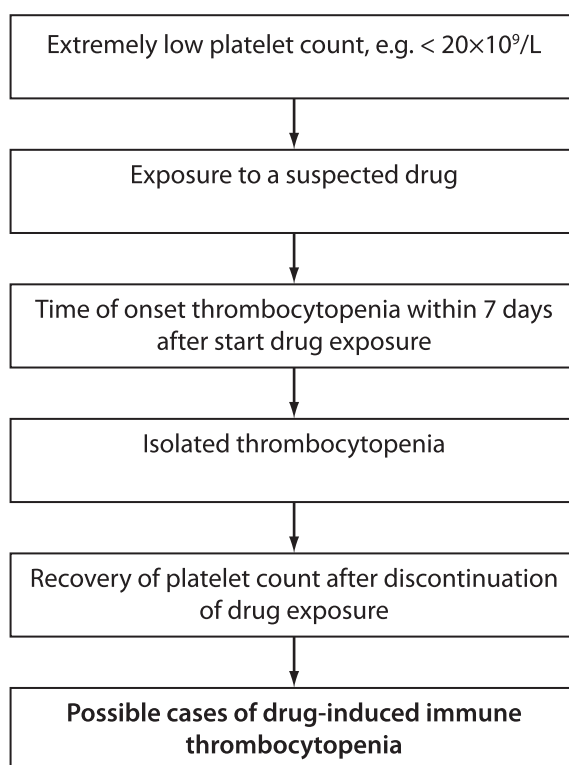 Extremely low platelet count, e.g. < 20×10⁹/L
Exposure to a suspected drug
Time of onset thrombocytopenia within 7 days
after start drug exposure
Isolated thrombocytopenia
Recovery of platelet count after discontinuation
of drug exposure
Possible cases of drug-induced immune
thrombocytopenia